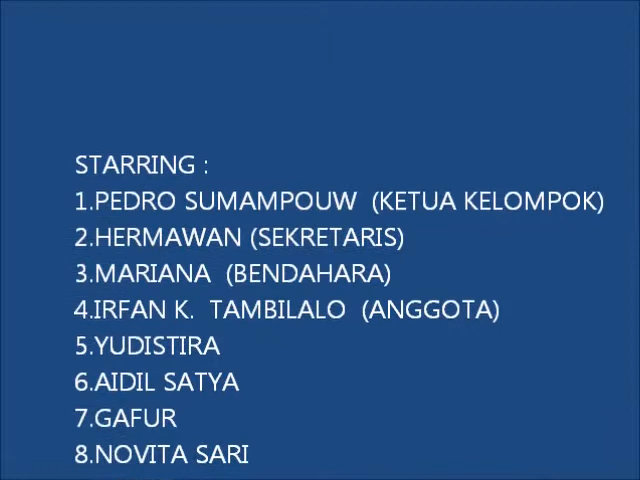 STARRING :
1.PEDRO SUMAMPOUW  (KETUA KELOMPOK)
2.HERMAWAN (SEKRETARIS)
3.MARIANA  (BENDAHARA)
4.IRFAN K.  TAMBILALO  (ANGGOTA)
5.YUDISTIRA
6.AIDIL SATYA
7.GAFUR
8.NOVITA SARI